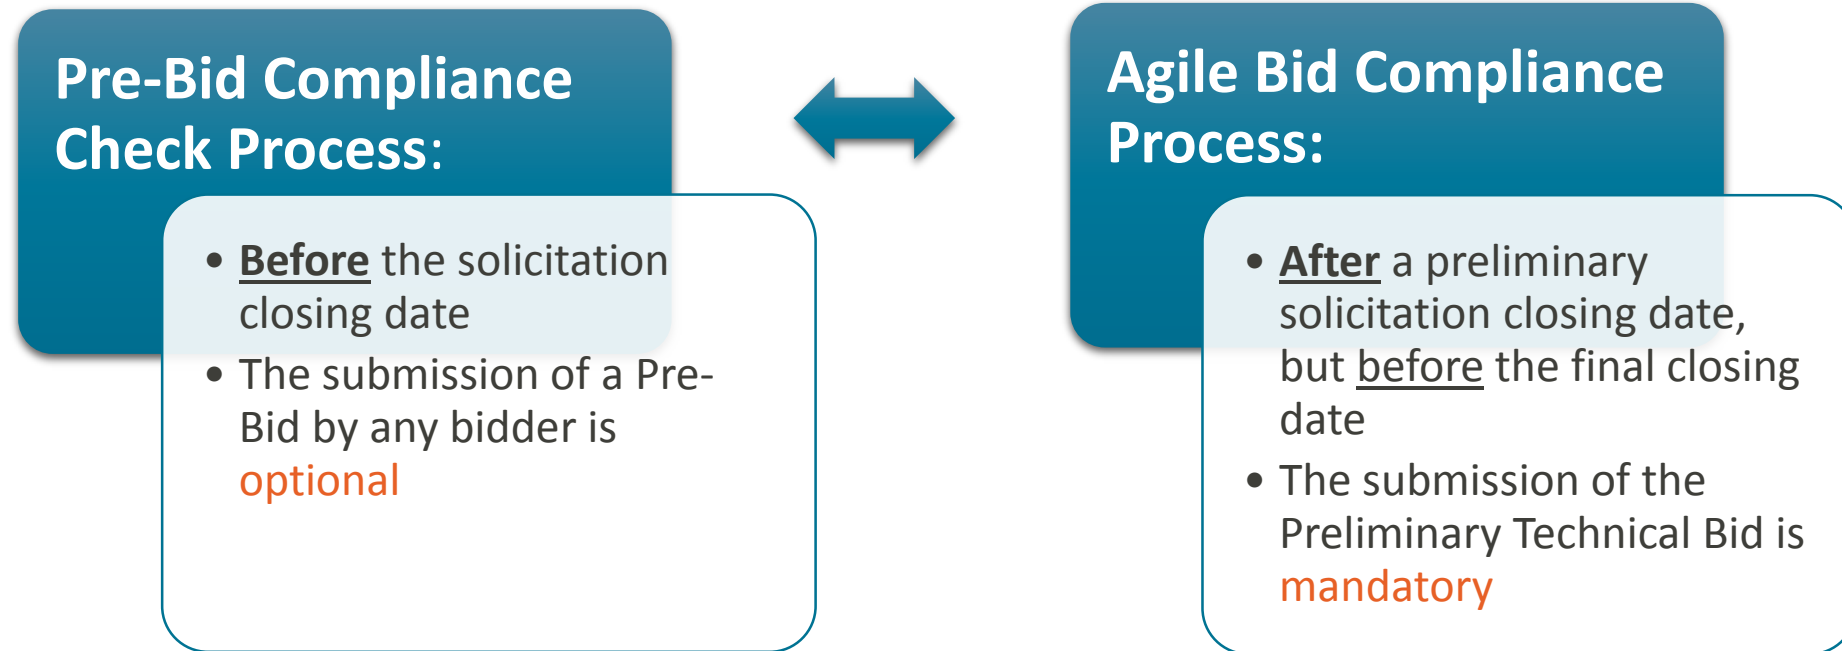 Pre-Bid Compliance
Check Process:
• Before the solicitation
closing date
• The submission of a Pre-
Bid by any bidder is
optional
Agile Bid Compliance
Process:
• After a preliminary
solicitation closing date,
but before the final closing
date
• The submission of the
Preliminary Technical Bid is
mandatory